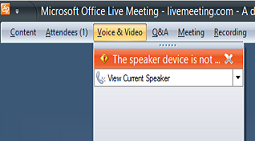 Microsoft Office Live Meeting - livemeeting.com - A d
Content Attendees (1) Voice & Video Q&A Meeting Recording
The speaker device is not ...
View Current Speaker